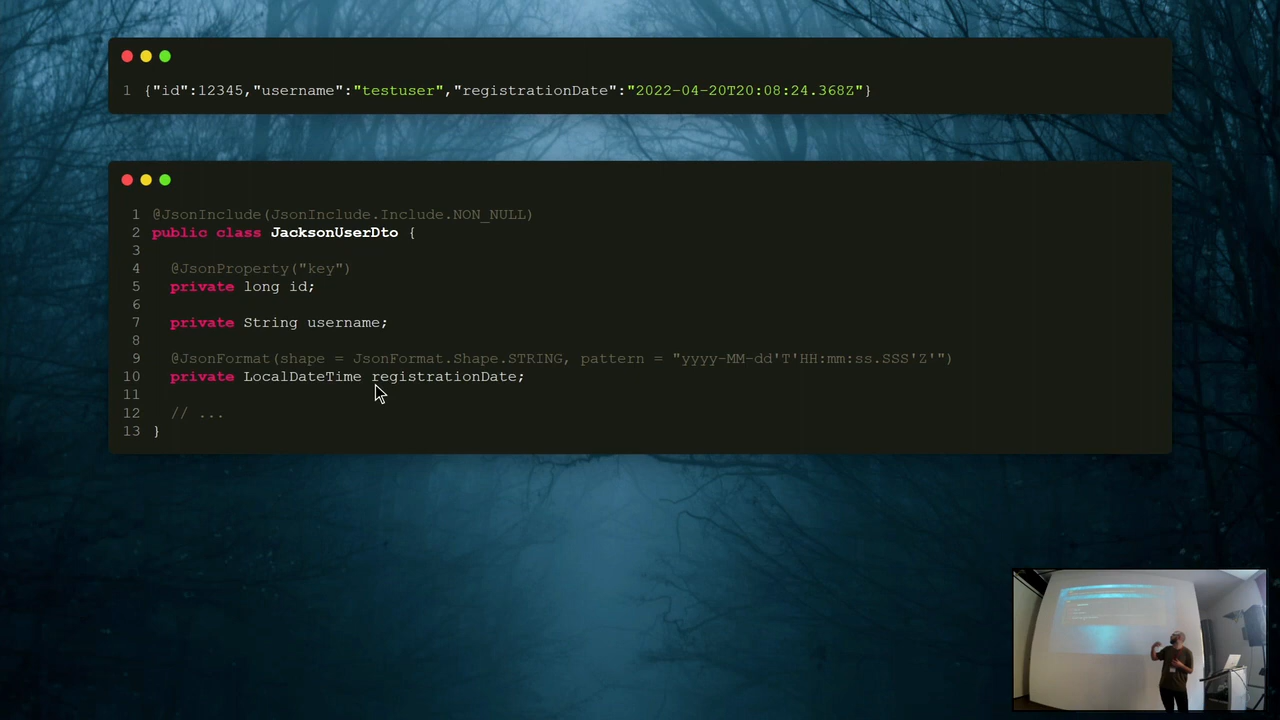 1 {"id":12345,"username":"testuser","registrationDate":"2022-04-20T20:08:24.368Z"}
1 @JsonInclude(JsonInclude.Include.NON_NULL)
2 public class JacksonUserDto {
3
4 @JsonProperty("key")
5 private long id;
6
7 private String username;
8
9 @JsonFormat(shape = JsonFormat.Shape.STRING, pattern = "yyyy-MM-dd'T'HH:mm:ss.SSS'Z'")
10 private LocalDateTime registrationDate;
11
12 // ...
13 }